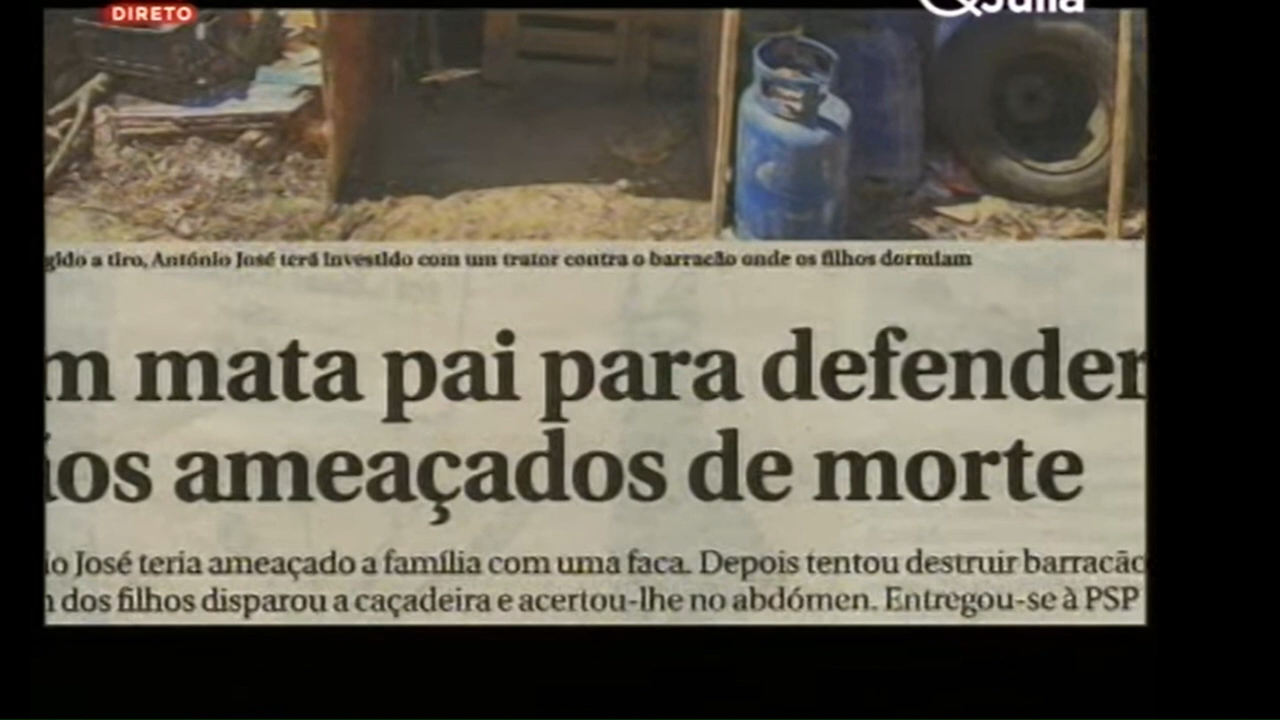 DIRETO
&Júlia
gido a tiro, António José terá investido com um trator contra o barracão onde os filhos dormiam
m mata pai para defender
ãos ameaçados de morte
io José teria ameaçado a família com uma faca. Depois tentou destruir barracão
dos filhos disparou a caçadeira e acertou-lhe no abdómen. Entregou-se à PSP